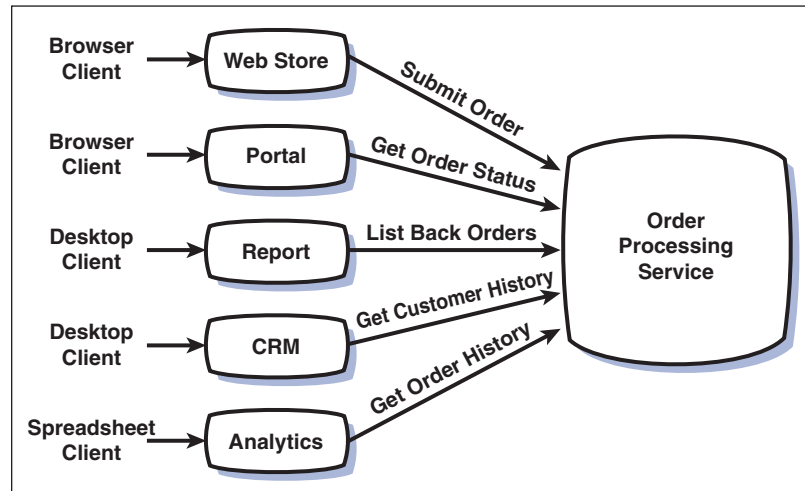 Browser
Client
Web Store
Submit Order
Browser
Client
Portal
Get Order Status
Desktop
Client
Report
List Back Orders
Order
Processing
Service
Desktop
Client
CRM
Get Customer History
Spreadsheet
Client
Analytics
Get Order History